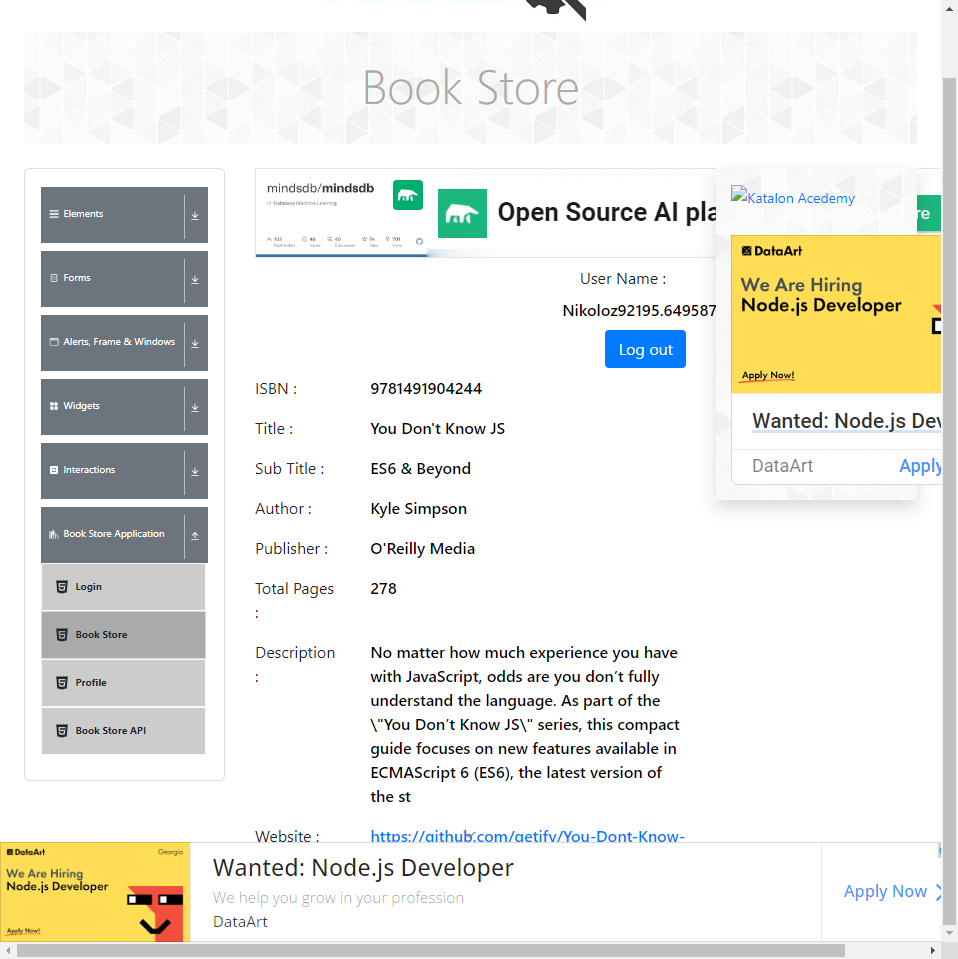 Book Store
Elements
Forms
Alerts, Frame & Windows
Widgets
Interactions
Book Store Application
Login
Book Store
Profile
Book Store API
mindsdb/mindsdb
In-Database Machine Learning
Open Source AI pla
re
User Name :
Nikoloz92195.649587
Log out
ISBN :
9781491904244
Title :
You Don't Know JS
Sub Title :
ES6 & Beyond
Author :
Kyle Simpson
Publisher :
O'Reilly Media
Total Pages
:
278
Description
:
No matter how much experience you have
with JavaScript, odds are you don’t fully
understand the language. As part of the
\"You Don’t Know JS\" series, this compact
guide focuses on new features available in
ECMAScript 6 (ES6), the latest version of
the st
Website :
https://github.com/getify/You-Dont-Know-
Katalon Acedemy
DataArt
We Are Hiring
Node.js Developer
Apply Now!
Wanted: Node.js Dev
DataArt
Apply
DataArt
Georgia
We Are Hiring
Node.js Developer
Apply Now!
Wanted: Node.js Developer
We help you grow in your profession
DataArt
Apply Now